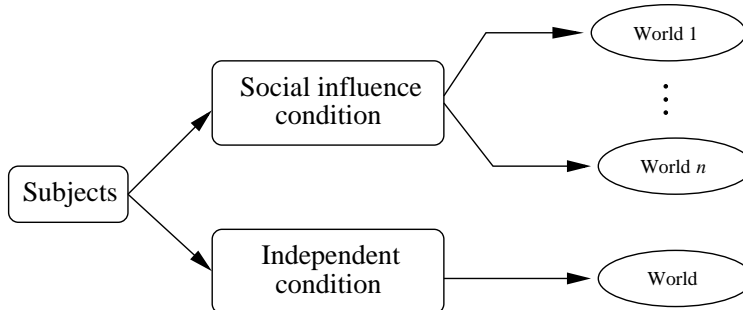 World 1
Social influence
condition
⋮
World n
Subjects
Independent
condition
World